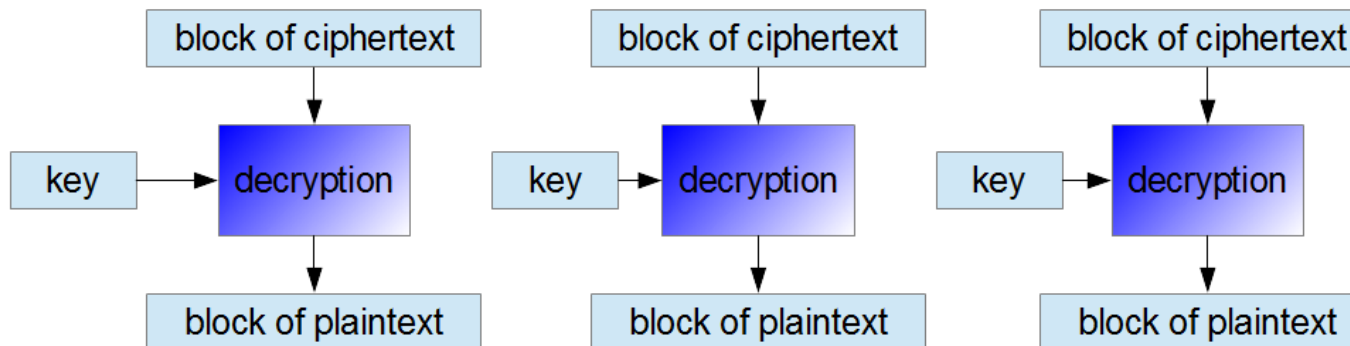 block of ciphertext block of ciphertext block of ciphertext
key decryption key decryption key decryption
block of plaintext block of plaintext block of plaintext